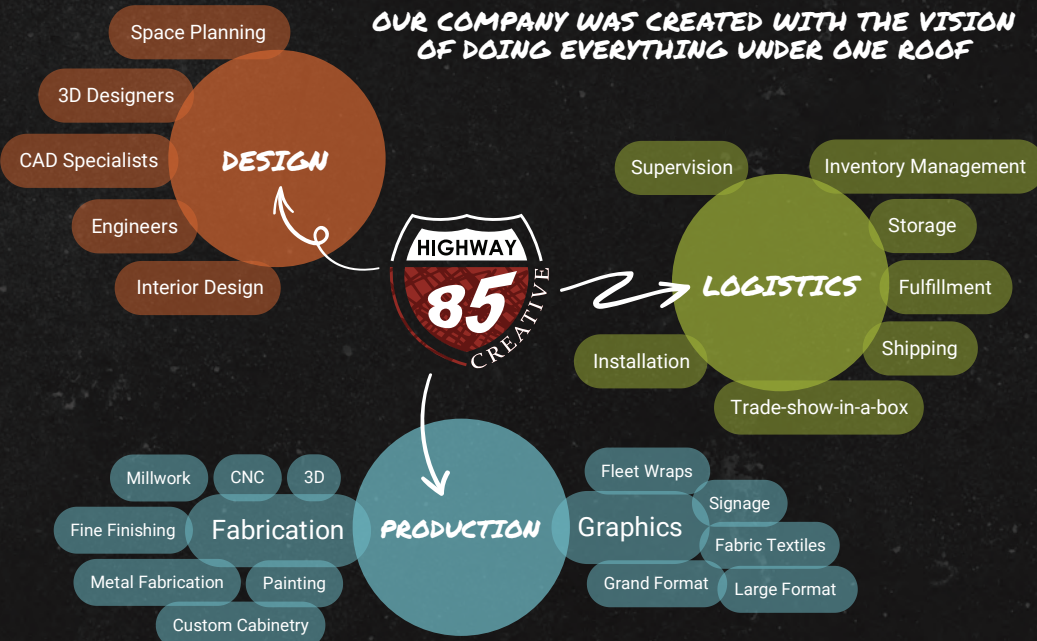 OUR COMPANY WAS CREATED WITH THE VISION
OF DOING EVERYTHING UNDER ONE ROOF
Space Planning
3D Designers
CAD Specialists
Engineers
Interior Design
DESIGN
HIGHWAY
85
CREATIVE
Supervision
Inventory Management
Storage
Fulfillment
Shipping
Trade-show-in-a-box
Installation
LOGISTICS
PRODUCTION
Fabrication
Millwork
CNC
3D
Fine Finishing
Metal Fabrication
Painting
Custom Cabinetry
Graphics
Fleet Wraps
Signage
Fabric Textiles
Grand Format
Large Format